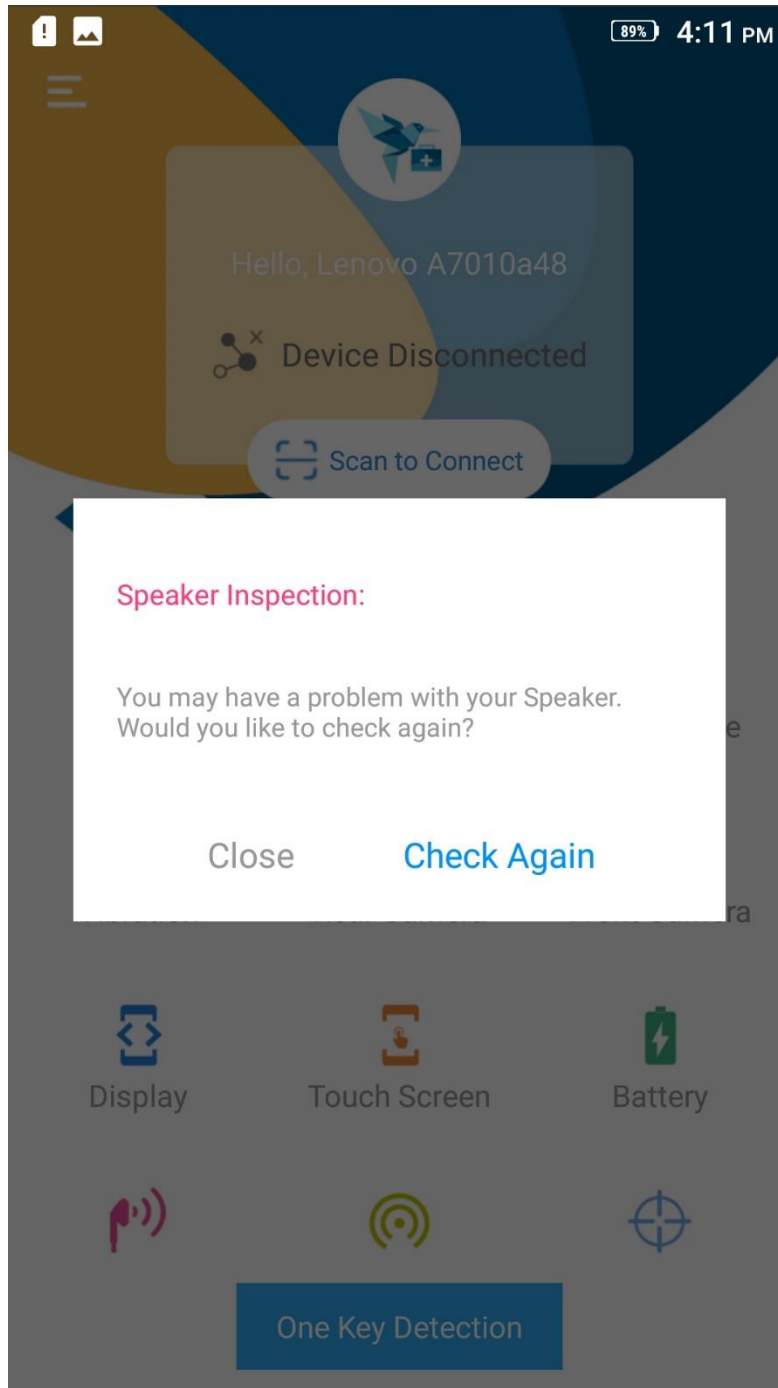 89% 4:11 PM
Hello, Lenovo A7010a48
Device Disconnected
Scan to Connect
Speaker Inspection:
You may have a problem with your Speaker.
Would you like to check again?
Close Check Again
Display Touch Screen Battery
One Key Detection